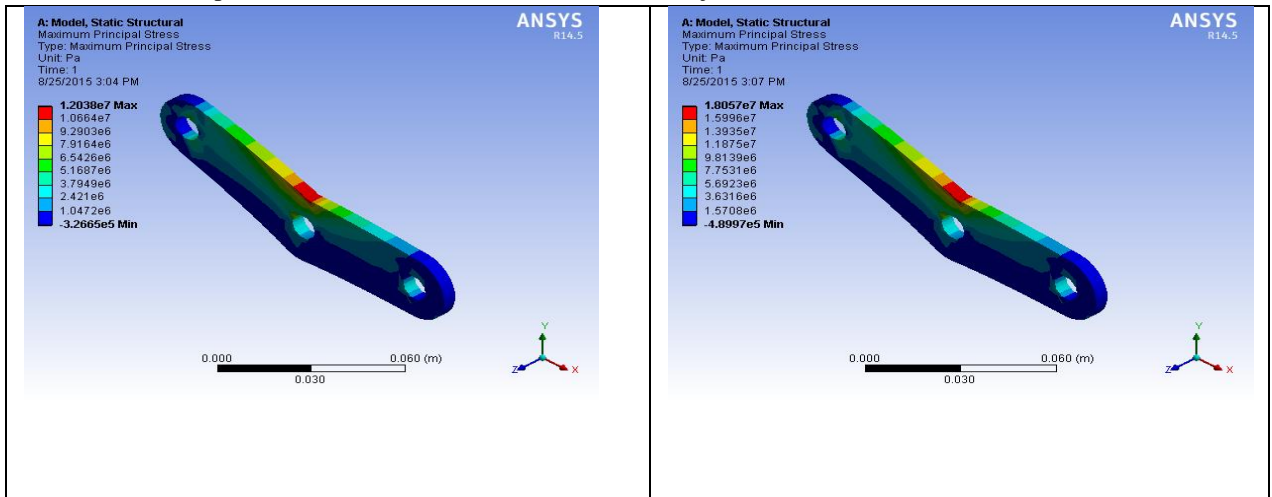 A: Model, Static Structural
Maximum Principal Stress
Type: Maximum Principal Stress
Unit: Pa
Time: 1
8/25/2015 3:04 PM
ANSYS
R14.5
1.2038e7 Max
1.0664e7
9.2903e6
7.9164e6
6.5426e6
5.1687e6
3.7949e6
2.421e6
1.0472e6
-3.2665e5 Min
0.000
0.060 (m)
0.030
Y
Z
X
A: Model, Static Structural
Maximum Principal Stress
Type: Maximum Principal Stress
Unit: Pa
Time: 1
8/25/2015 3:07 PM
ANSYS
R14.5
1.8057e7 Max
1.5996e7
1.3935e7
1.1875e7
9.8139e6
7.7531e6
5.6923e6
3.6316e6
1.5708e6
-4.8997e5 Min
0.000
0.060 (m)
0.030
Y
Z
X